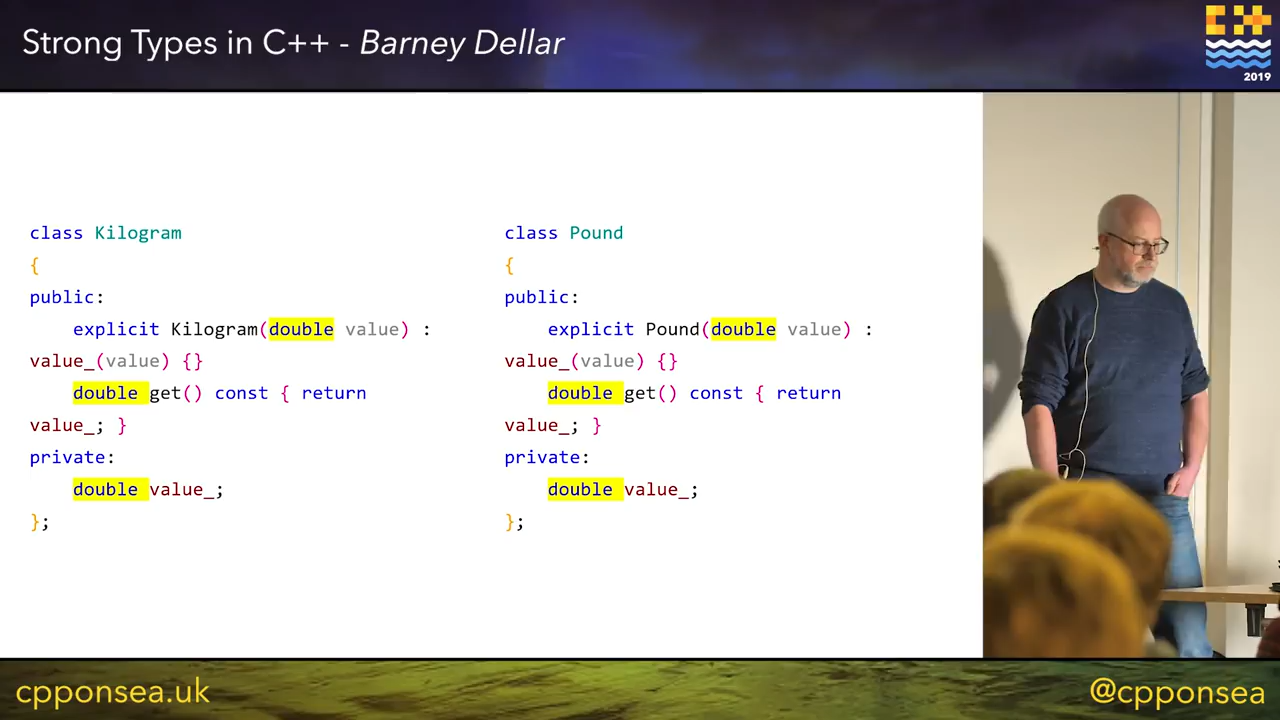 Strong Types in C++ - Barney Dellar
2019
class Kilogram
{
public:
    explicit Kilogram(double value) :
value_(value) {}
    double get() const { return
value_; }
private:
    double value_;
};
class Pound
{
public:
    explicit Pound(double value) :
value_(value) {}
    double get() const { return
value_; }
private:
    double value_;
};
cpponsea.uk
@cpponsea